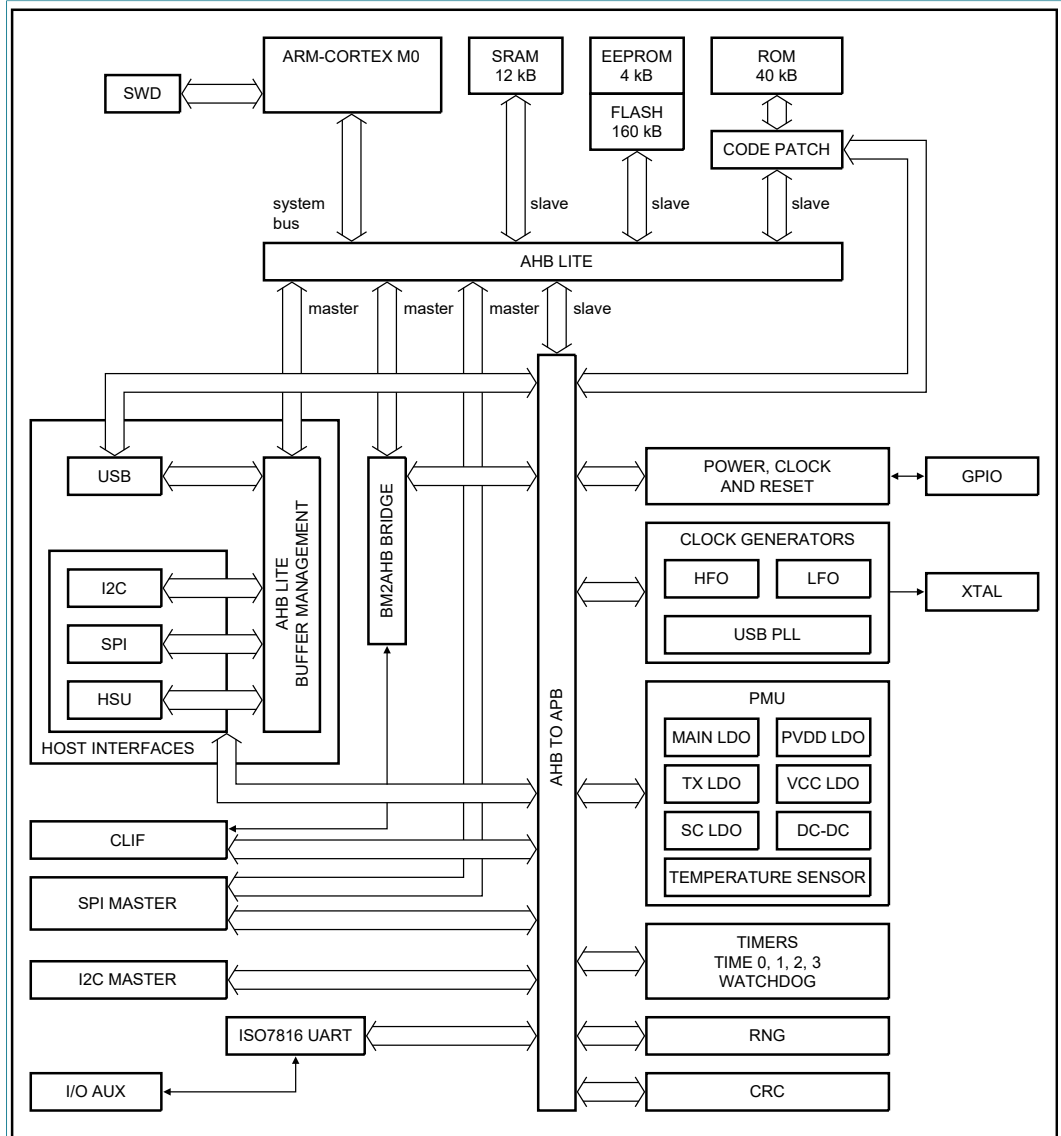 ARM-CORTEX M0
SRAM
12 kB
EEPROM
4 kB
ROM
40 kB
SWD
FLASH
160 kB
CODE PATCH
system
bus
slave
slave
slave
AHB LITE
master
master
master
slave
USB
AHB LITE
BUFFER MANAGEMENT
BM2AHB BRIDGE
AHB TO APB
POWER, CLOCK
AND RESET
GPIO
CLOCK GENERATORS
HFO
LFO
USB PLL
XTAL
I2C
SPI
HSU
HOST INTERFACES
PMU
MAIN LDO
PVDD LDO
TX LDO
VCC LDO
SC LDO
DC-DC
TEMPERATURE SENSOR
CLIF
SPI MASTER
I2C MASTER
TIMERS
TIME 0, 1, 2, 3
WATCHDOG
ISO7816 UART
RNG
I/O AUX
CRC